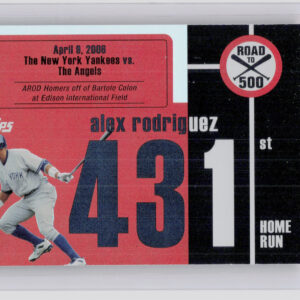 April 8, 2006
The New York Yankees vs.
The Angels
AROD Homers off of Bartolo Colon
at Edison International Field
ROAD TO
500
alex rodriguez
431
st
HOME
RUN